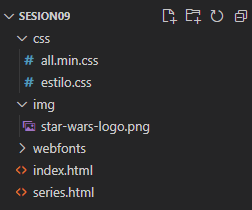 SESION09
css
all.min.css
estilo.css
img
star-wars-logo.png
webfonts
index.html
series.html